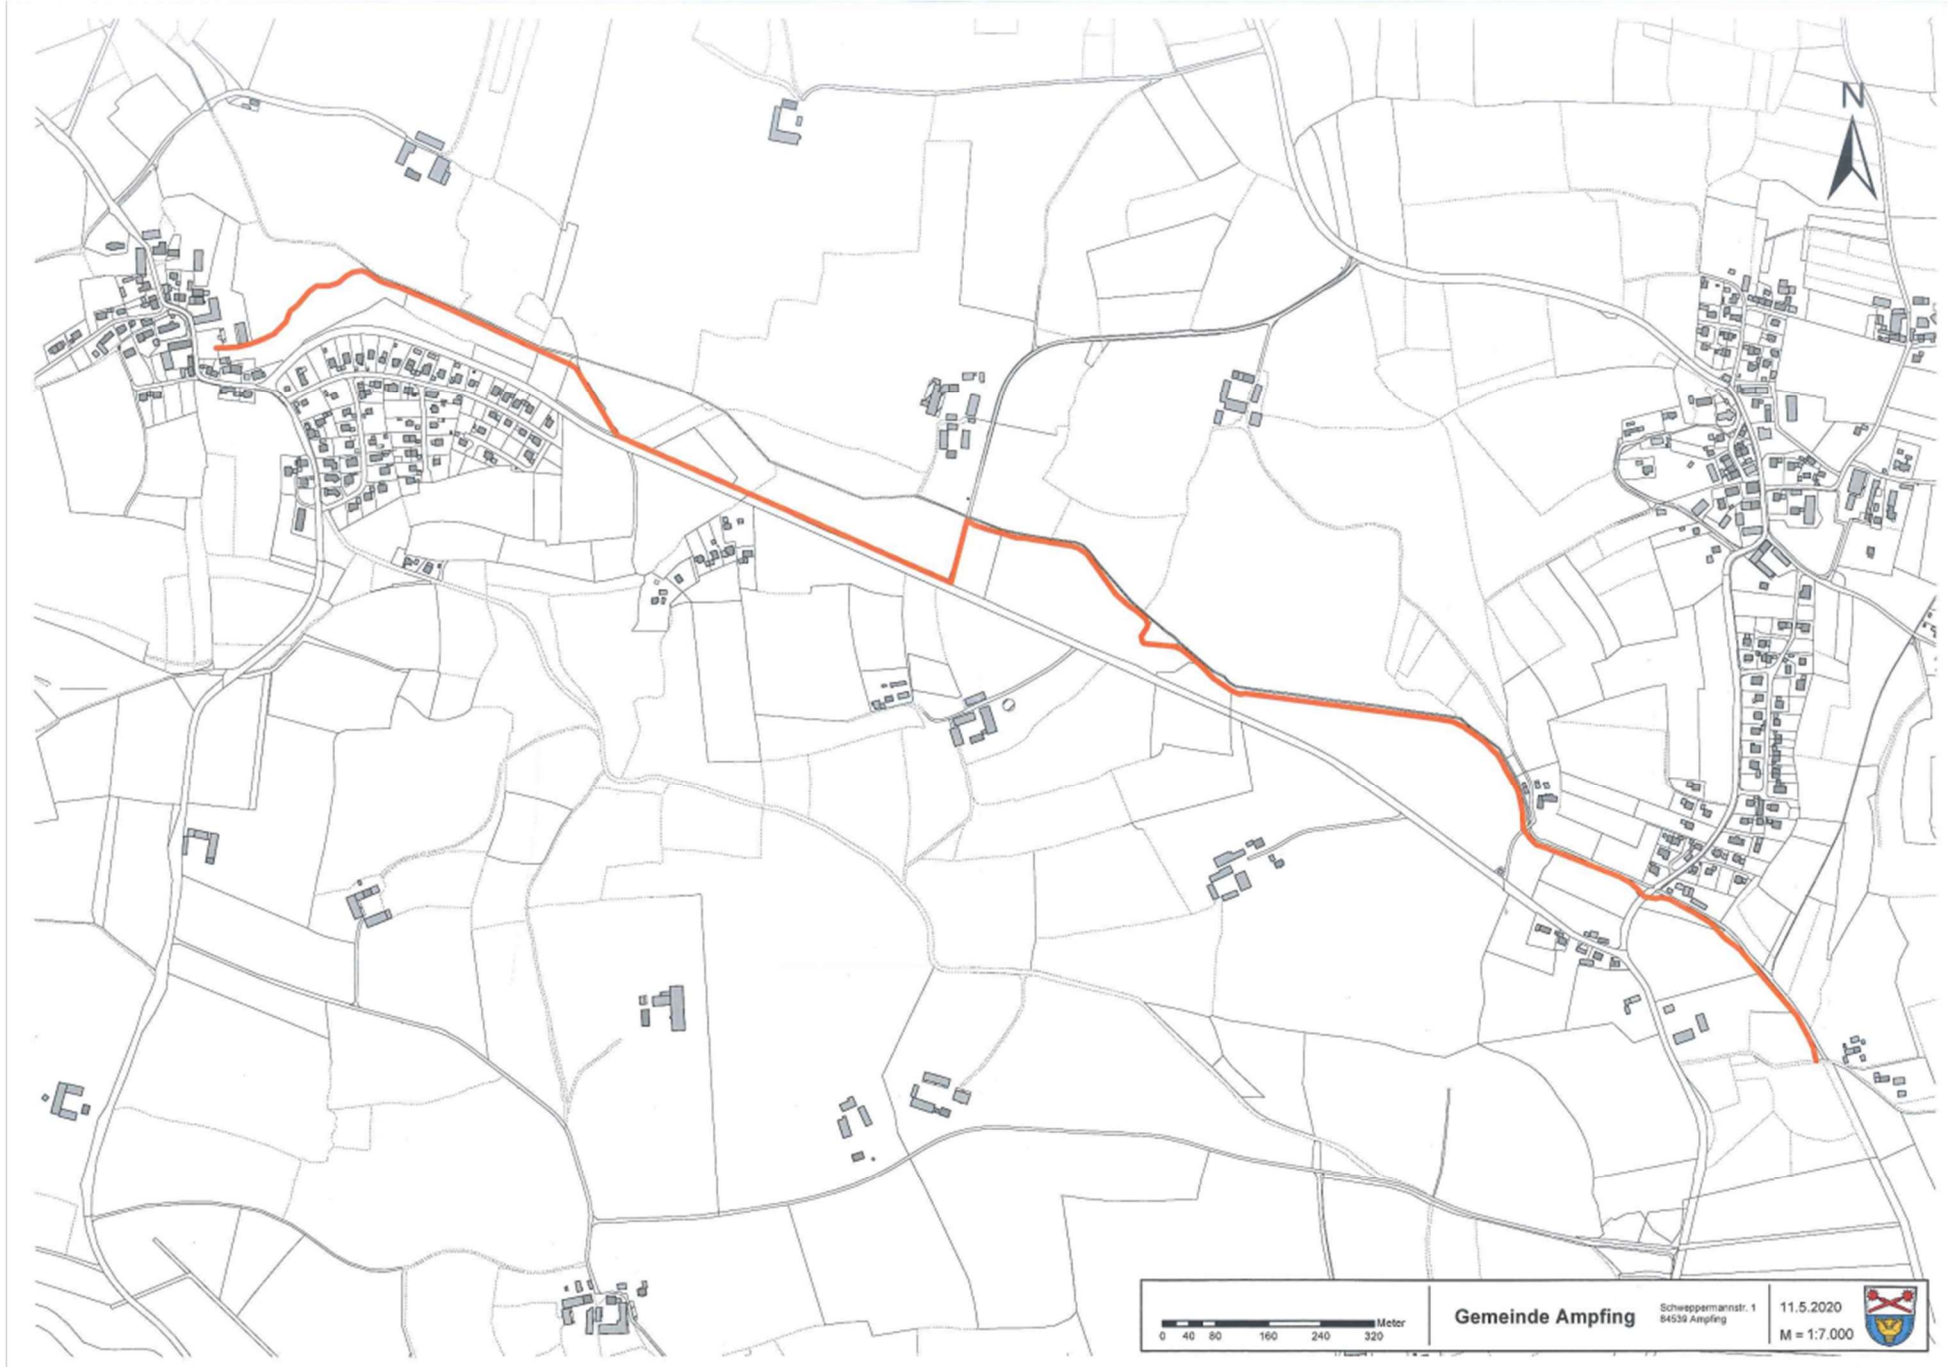 N
Meter
0 40 80 160 240 320
Gemeinde Ampfing
Schweppermannstr. 1
84539 Ampfing
11.5.2020
M = 1:7.000